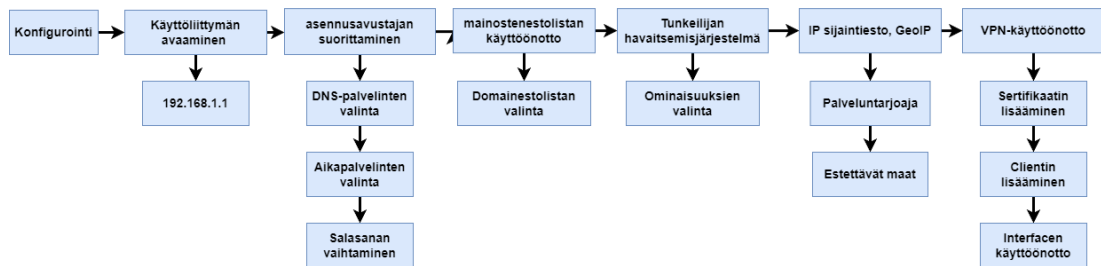 Konfigurointi
Käyttöliittymän
avaaminen
asennusavustajan
suorittaminen
mainostenestolistan
käyttöönotto
Tunkeilijan
havaitsemisjärjestelmä
IP sijaintiesto, GeoIP
VPN-käyttöönotto
192.168.1.1
DNS-palvelinten
valinta
Domainestolistan
valinta
Ominaisuuksien
valinta
Palveluntarjoaja
Sertifikaatin
lisääminen
Aikapalvelinten
valinta
Estettävät maat
Clientin
lisääminen
Salasanan
vaihtaminen
Interfacen
käyttöönotto